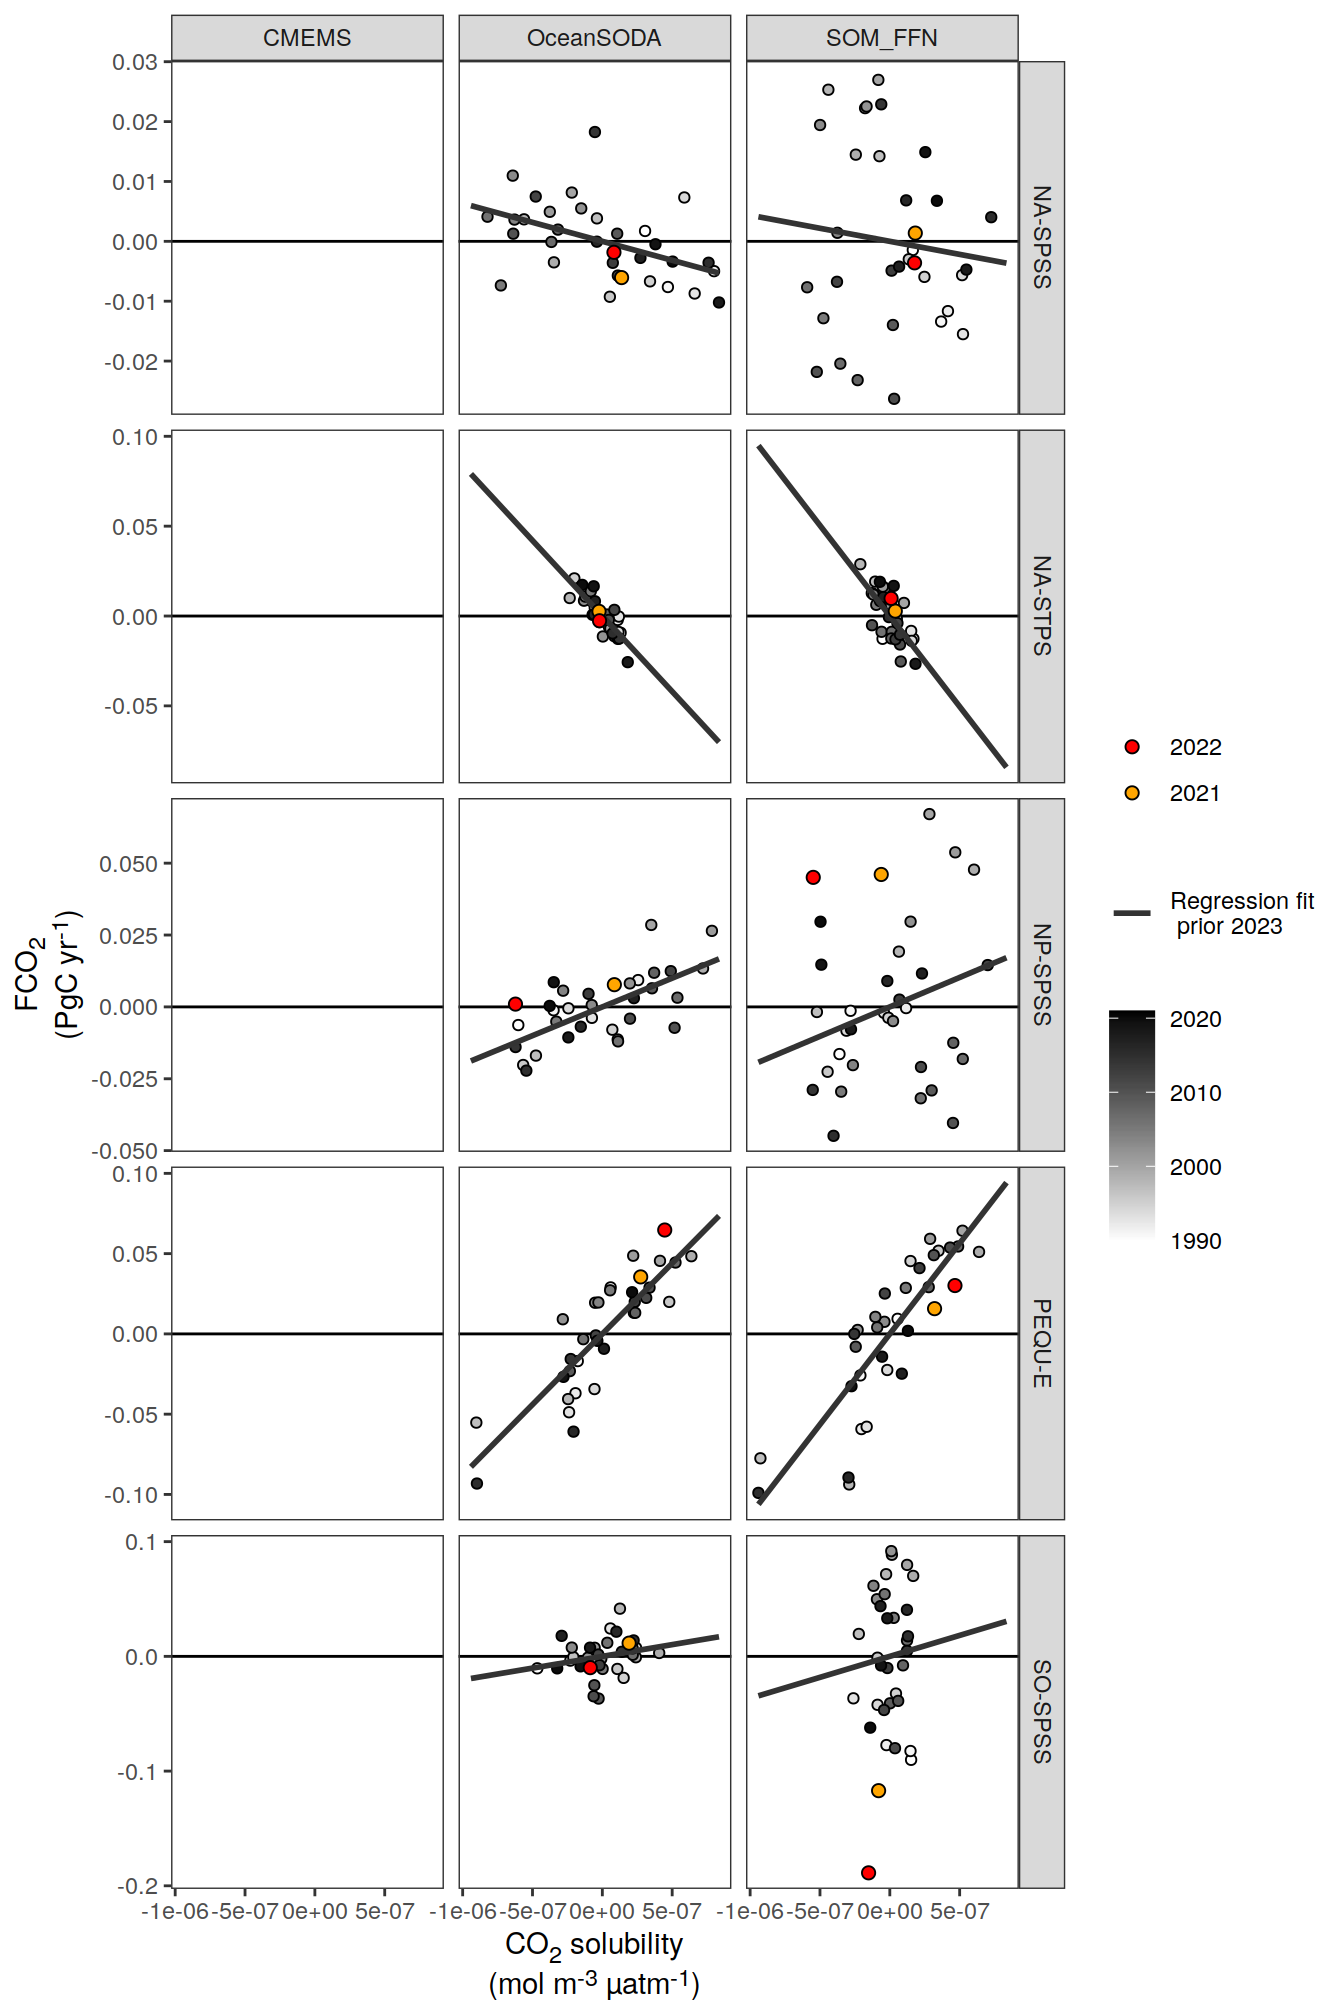 CMEMS
OceanSODA
SOM_FFN
0.03
0.02
0.01
0.00
-0.01
-0.02
NA-SPSS
0.10
0.05
0.00
-0.05
NA-STPS
0.050
0.025
0.000
-0.025
-0.050
NP-SPSS
0.10
0.05
0.00
-0.05
-0.10
PEQU-E
0.1
0.0
-0.1
-0.2
SO-SPSS
-1e-06 -5e-07 0e+00 5e-07
-1e-06 -5e-07 0e+00 5e-07
-1e-06 -5e-07 0e+00 5e-07
CO₂ solubility
(mol m⁻³ µatm⁻¹)
FCO₂
(PgC yr⁻¹)
2022
2021
Regression fit
prior 2023
2020
2010
2000
1990